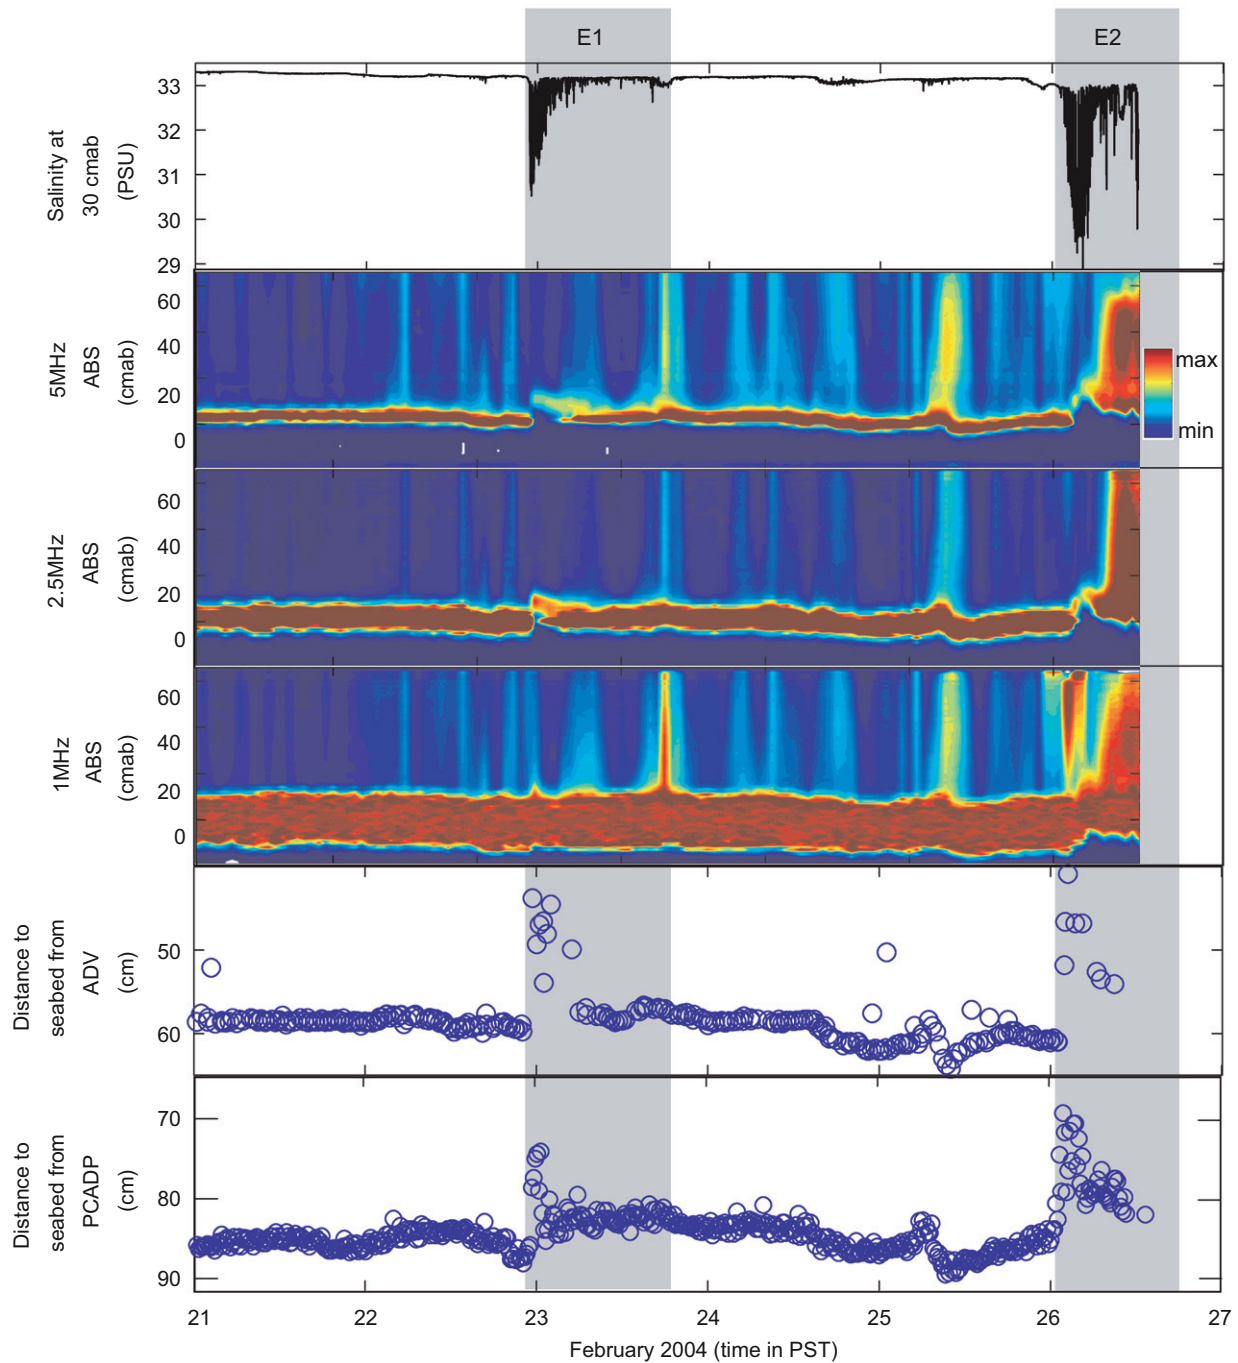 E1
E2
Salinity at
30 cmab
(PSU)
33
32
31
30
29
5MHz
ABS
(cmab)
60
40
20
0
max
min
2.5MHz
ABS
(cmab)
60
40
20
0
1MHz
ABS
(cmab)
60
40
20
0
Distance to
seabed from
ADV
(cm)
50
60
Distance to
seabed from
PCADP
(cm)
70
80
90
21
22
23
24
25
26
27
February 2004 (time in PST)